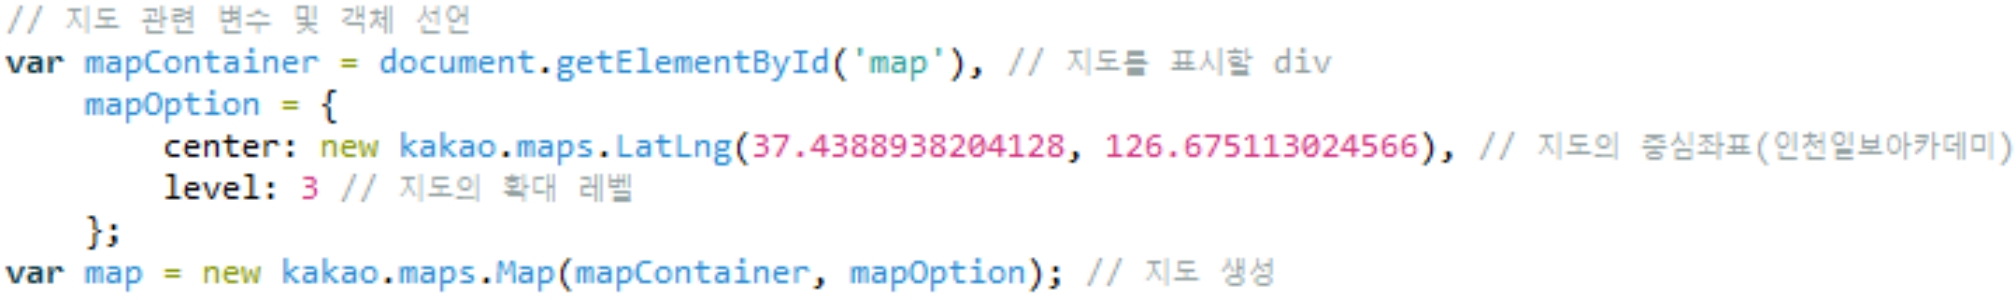 // 지도 관련 변수 및 객체 선언
var mapContainer = document.getElementById('map'), // 지도를 표시할 div
    mapOption = {
        center: new kakao.maps.LatLng(37.4388938204128, 126.675113024566), // 지도의 중심좌표(인천일보아카데미)
        level: 3 // 지도의 확대 레벨
    };
var map = new kakao.maps.Map(mapContainer, mapOption); // 지도 생성